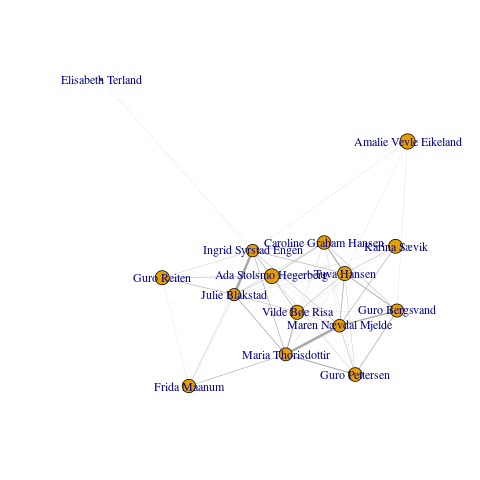 Elisabeth Terland
Amalie Vevle Eikeland
Caroline Graham Hansen
Karina Sævik
Ingrid Syrstad Engen
Ada Stolsmo Hegerberg
Tuva Hansen
Guro Reiten
Julie Blakstad
Vilde Bøe Risa
Guro Bergsvand
Maren Nævdal Mjelde
Maria Thorisdottir
Guro Pettersen
Frida Maanum